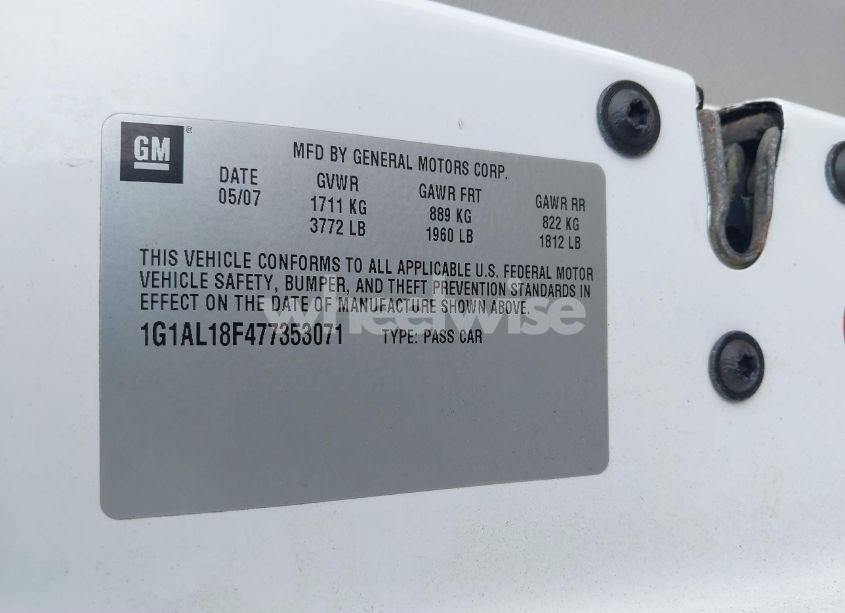 GM
MFD BY GENERAL MOTORS CORP.
DATE GVWR GAWR FRT GAWR RR
05/07 1711 KG 889 KG 822 KG
3772 LB 1960 LB 1812 LB
THIS VEHICLE CONFORMS TO ALL APPLICABLE U.S. FEDERAL MOTOR
VEHICLE SAFETY, BUMPER, AND THEFT PREVENTION STANDARDS IN
EFFECT ON THE DATE OF MANUFACTURE SHOWN ABOVE.
wheelwise
1G1AL18F477353071 TYPE: PASS CAR